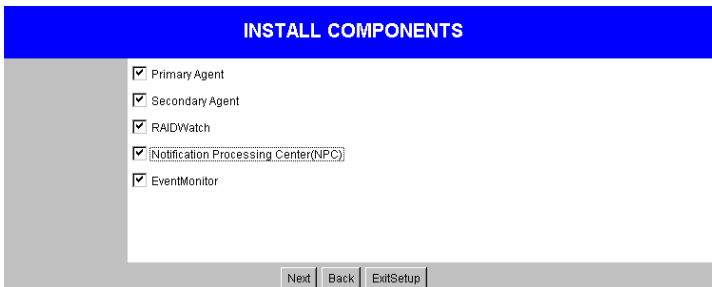 INSTALL COMPONENTS
Primary Agent
Secondary Agent
RAIDWatch
Notification Processing Center(NPC)
EventMonitor
Next Back ExitSetup